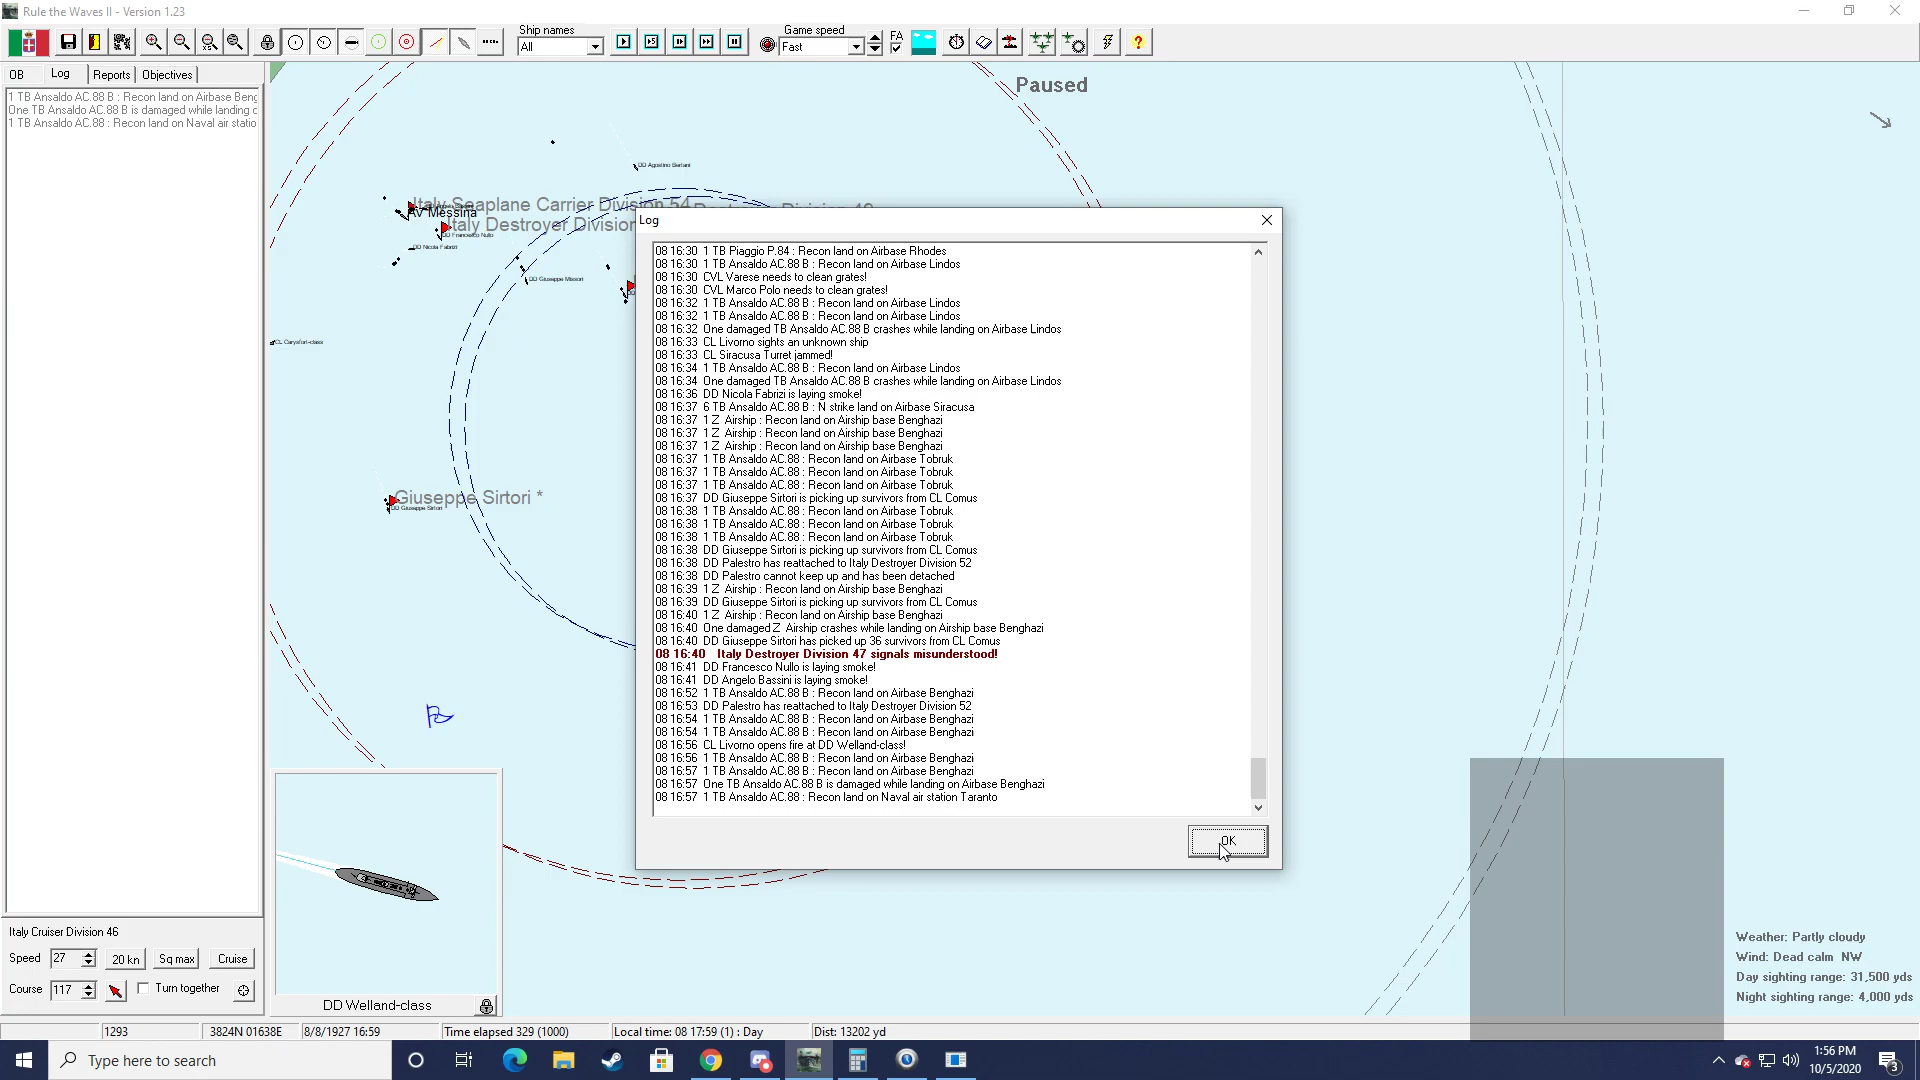 Rule the Waves II - Version 1.23
Ship names
All
Game speed
Fast
FA
OB
Log
Reports
Objectives
1 TB Ansaldo AC.88 B : Recon land on Airbase Beng
One TB Ansaldo AC.88 B is damaged while landing o
1 TB Ansaldo AC.88 : Recon land on Naval air statio
Paused
DD Agostino Bertani
Italy Seaplane Carrier Division 54
AV Messina
Italy Destroyer Division
DD Francesco Nullo
DD Nicola Fabrizi
DD Giuseppe Missori
CL Carysfort-class
Giuseppe Sirtori *
DD Giuseppe Sirtori
Log
08 16:30 1 TB Piaggio P.84 : Recon land on Airbase Rhodes
08 16:30 1 TB Ansaldo AC.88 B : Recon land on Airbase Lindos
08 16:30 CVL Varese needs to clean grates!
08 16:30 CVL Marco Polo needs to clean grates!
08 16:32 1 TB Ansaldo AC.88 B : Recon land on Airbase Lindos
08 16:32 1 TB Ansaldo AC.88 B : Recon land on Airbase Lindos
08 16:32 One damaged TB Ansaldo AC.88 B crashes while landing on Airbase Lindos
08 16:33 CL Livorno sights an unknown ship
08 16:33 CL Siracusa Turret jammed!
08 16:34 1 TB Ansaldo AC.88 B : Recon land on Airbase Lindos
08 16:34 One damaged TB Ansaldo AC.88 B crashes while landing on Airbase Lindos
08 16:36 DD Nicola Fabrizi is laying smoke!
08 16:37 6 TB Ansaldo AC.88 B : N strike land on Airbase Siracusa
08 16:37 1 Z Airship : Recon land on Airship base Benghazi
08 16:37 1 Z Airship : Recon land on Airship base Benghazi
08 16:37 1 Z Airship : Recon land on Airship base Benghazi
08 16:37 1 TB Ansaldo AC.88 : Recon land on Airbase Tobruk
08 16:37 1 TB Ansaldo AC.88 : Recon land on Airbase Tobruk
08 16:37 1 TB Ansaldo AC.88 : Recon land on Airbase Tobruk
08 16:37 DD Giuseppe Sirtori is picking up survivors from CL Comus
08 16:38 1 TB Ansaldo AC.88 : Recon land on Airbase Tobruk
08 16:38 1 TB Ansaldo AC.88 : Recon land on Airbase Tobruk
08 16:38 1 TB Ansaldo AC.88 : Recon land on Airbase Tobruk
08 16:38 DD Giuseppe Sirtori is picking up survivors from CL Comus
08 16:38 DD Palestro has reattached to Italy Destroyer Division 52
08 16:38 DD Palestro cannot keep up and has been detached
08 16:39 1 Z Airship : Recon land on Airship base Benghazi
08 16:39 DD Giuseppe Sirtori is picking up survivors from CL Comus
08 16:40 1 Z Airship : Recon land on Airship base Benghazi
08 16:40 One damaged Z Airship crashes while landing on Airship base Benghazi
08 16:40 DD Giuseppe Sirtori has picked up 36 survivors from CL Comus
08 16:40 Italy Destroyer Division 47 signals misunderstood!
08 16:41 DD Francesco Nullo is laying smoke!
08 16:41 DD Angelo Bassini is laying smoke!
08 16:52 1 TB Ansaldo AC.88 B : Recon land on Airbase Benghazi
08 16:53 DD Palestro has reattached to Italy Destroyer Division 52
08 16:54 1 TB Ansaldo AC.88 B : Recon land on Airbase Benghazi
08 16:54 1 TB Ansaldo AC.88 B : Recon land on Airbase Benghazi
08 16:56 CL Livorno opens fire at DD Welland-class!
08 16:56 1 TB Ansaldo AC.88 B : Recon land on Airbase Benghazi
08 16:57 1 TB Ansaldo AC.88 B : Recon land on Airbase Benghazi
08 16:57 One TB Ansaldo AC.88 B is damaged while landing on Airbase Benghazi
08 16:57 1 TB Ansaldo AC.88 : Recon land on Naval air station Taranto
OK
DD Welland-class
Italy Cruiser Division 46
Speed 27 20 kn Sq max Cruise
Course 117 Turn together
Weather: Partly cloudy
Wind: Dead calm NW
Day sighting range: 31,500 yds
Night sighting range: 4,000 yds
1293 3824N 01638E 8/8/1927 16:59 Time elapsed 329 (1000) Local time: 08 17:59 (1) : Day Dist: 13202 yd
Type here to search
1:56 PM
10/5/2020
3